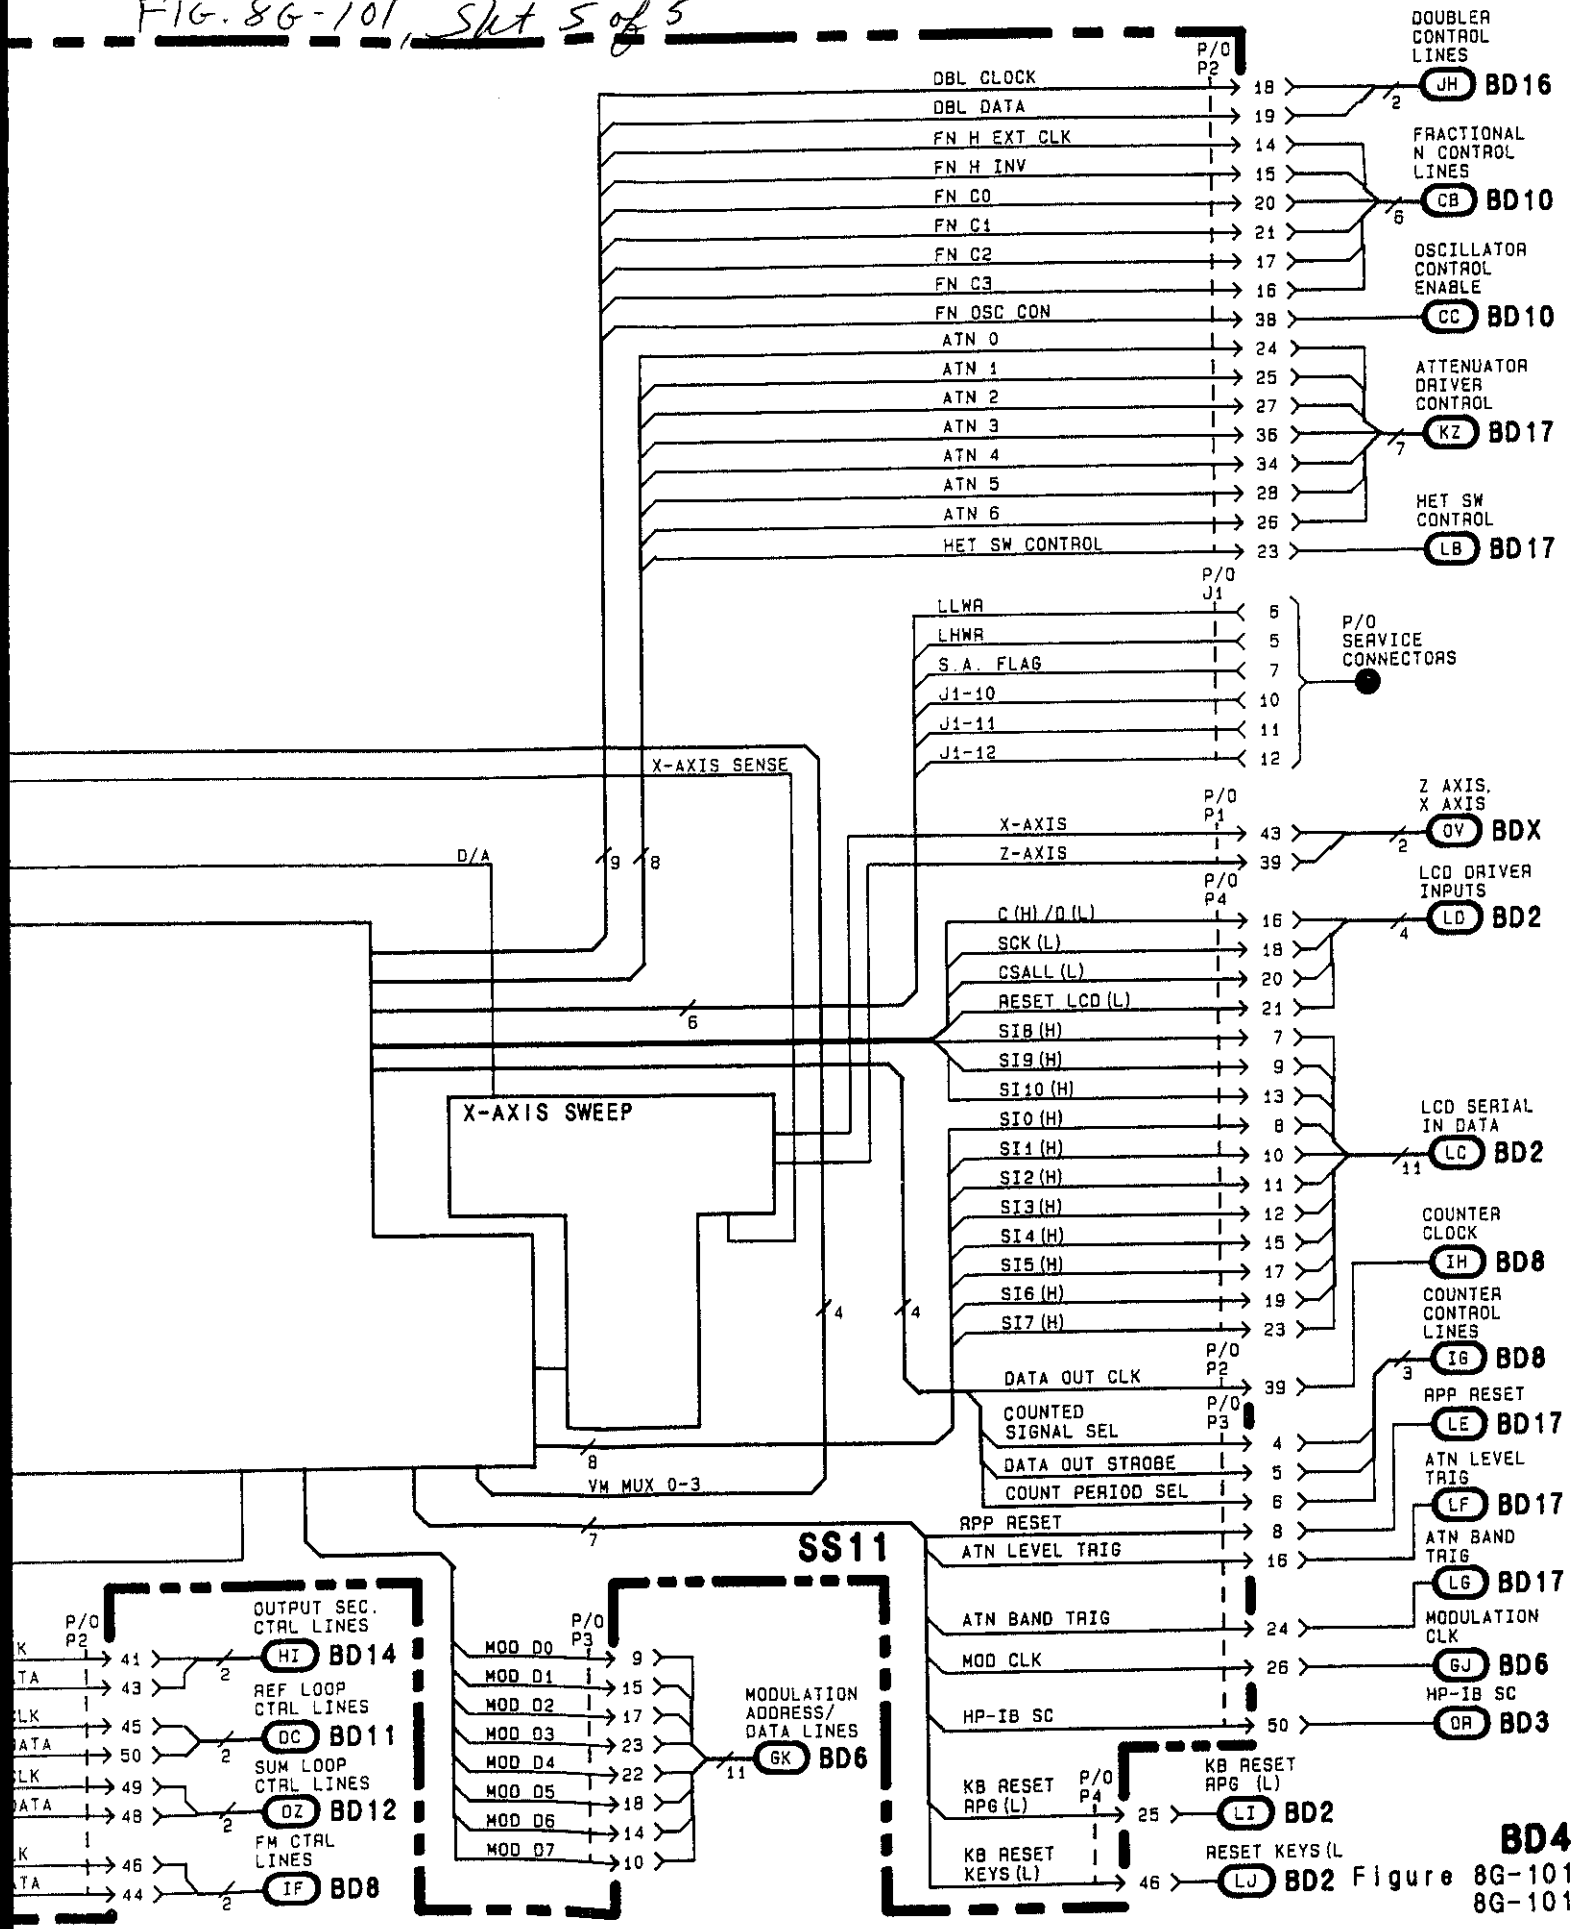 FIG. 8G-101, Sht 5 of 5
DOUBLER
CONTROL
LINES
P/O
P2
DBL CLOCK 18 2 JH BD16
DBL DATA 19
FN H EXT CLK 14
FRACTIONAL
N CONTROL
LINES
FN H INV 15
FN C0 20 6 CB BD10
FN C1 21
FN C2 17
OSCILLATOR
CONTROL
ENABLE
FN C3 16
FN OSC CON 38 CC BD10
ATN 0 24
ATN 1 25
ATTENUATOR
DRIVER
CONTROL
ATN 2 27
ATN 3 36 7 KZ BD17
ATN 4 34
ATN 5 28
HET SW
CONTROL
ATN 6 26
HET SW CONTROL 23 LB BD17
P/O
J1
LLWR 6
LHWR 5
P/O
SERVICE
CONNECTORS
S.A. FLAG 7
J1-10 10
J1-11 11
J1-12 12
X-AXIS SENSE
Z AXIS,
X AXIS
P/O
P1
X-AXIS 43 2 OV BDX
Z-AXIS 39
D/A 9 8
LCD DRIVER
INPUTS
P/O
P4
C(H)/D(L) 16 4 LD BD2
SCK(L) 18
CSALL(L) 20
RESET LCD(L) 21
6
SI8(H) 7
SI9(H) 9
SI10(H) 13
X-AXIS SWEEP
SI0(H) 8
LCD SERIAL
IN DATA
SI1(H) 10 11 LC BD2
SI2(H) 11
SI3(H) 12
SI4(H) 15
COUNTER
CLOCK
IH BD8
SI5(H) 17
SI6(H) 19
SI7(H) 23
4 4
COUNTER
CONTROL
LINES
3 IG BD8
P/O
P2
DATA OUT CLK 39
P/O
P3
RPP RESET
LE BD17
COUNTED
SIGNAL SEL 4
DATA OUT STROBE 5
COUNT PERIOD SEL 6
8
VM MUX 0-3
ATN LEVEL
TRIG
LF BD17
7
RPP RESET 8
SS11
ATN LEVEL TRIG 16
ATN BAND
TRIG
LG BD17
ATN BAND TRIG 24
MODULATION
CLK
MOD CLK 26 GJ BD6
HP-IB SC
HP-IB SC 50 OR BD3
P/O
P2
OUTPUT SEC.
CTRL LINES
K 41 2 HI BD14
TA 43
REF LOOP
CTRL LINES
LK 45
ATA 50 2 OC BD11
SUM LOOP
CTRL LINES
LK 49
ATA 48 2 OZ BD12
FM CTRL
LINES
K 46
TA 44 2 IF BD8
P/O
P3
MOD D0 9
MOD D1 15
MOD D2 17
MOD D3 23
MOD D4 22
MOD D5 18
MOD D6 14
MOD D7 10
MODULATION
ADDRESS/
DATA LINES
11 GK BD6
P/O
P4
KB RESET
RPG (L)
KB RESET
RPG(L) 25 LI BD2
RESET KEYS(L
KB RESET
KEYS(L) 46 LJ BD2
BD4
Figure 8G-101
8G-101